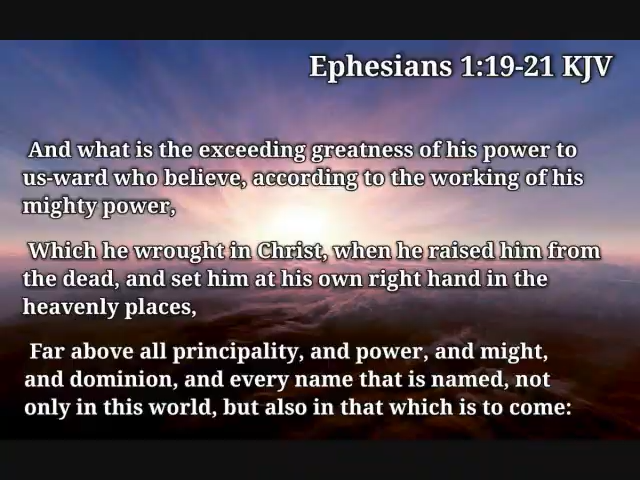 Ephesians 1:19-21 KJV
And what is the exceeding greatness of his power to
us-ward who believe, according to the working of his
mighty power,
Which he wrought in Christ, when he raised him from
the dead, and set him at his own right hand in the
heavenly places,
Far above all principality, and power, and might,
and dominion, and every name that is named, not
only in this world, but also in that which is to come: